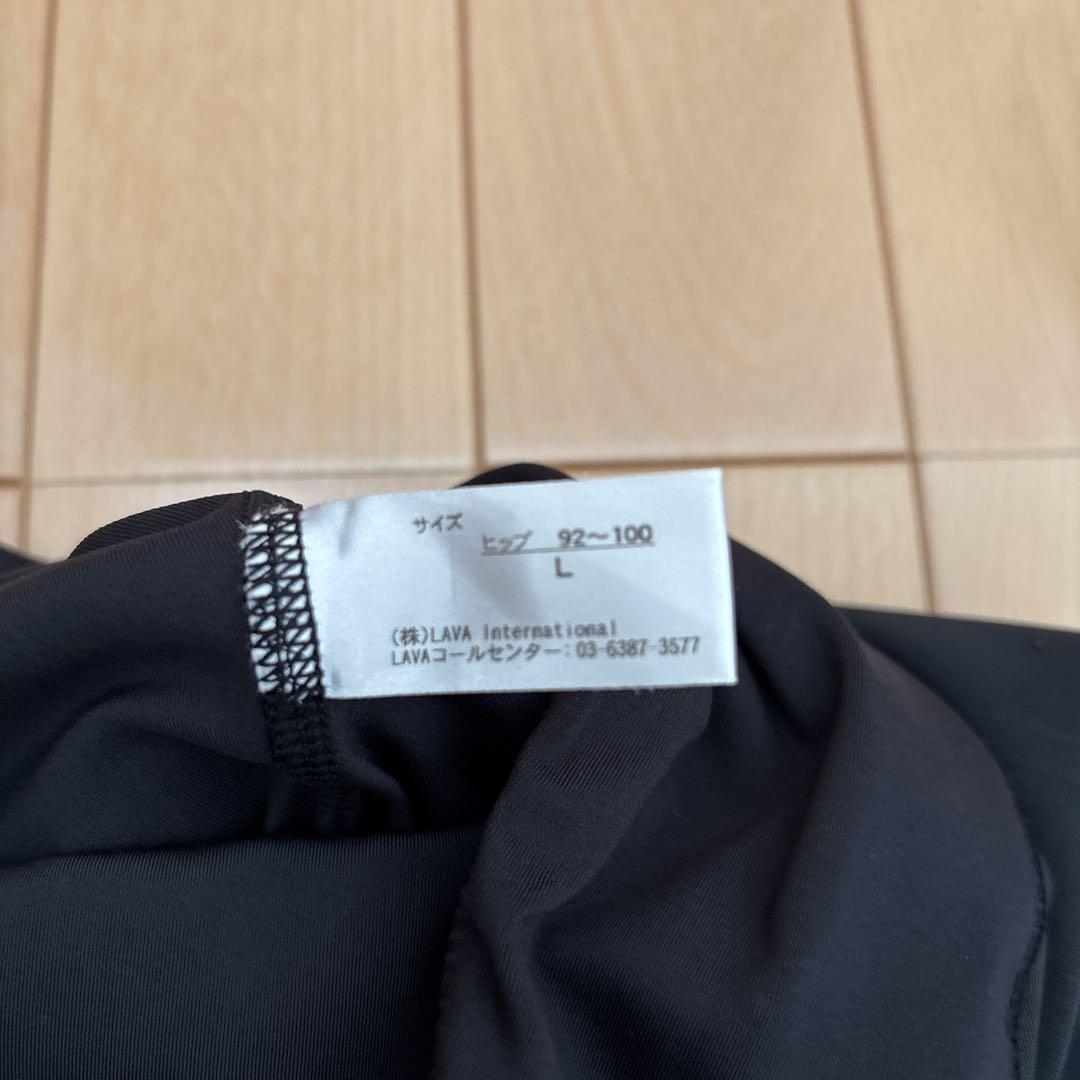 サイズ
ヒップ 92～100
L
(株)LAVA International
LAVAコールセンター:03-6387-3577